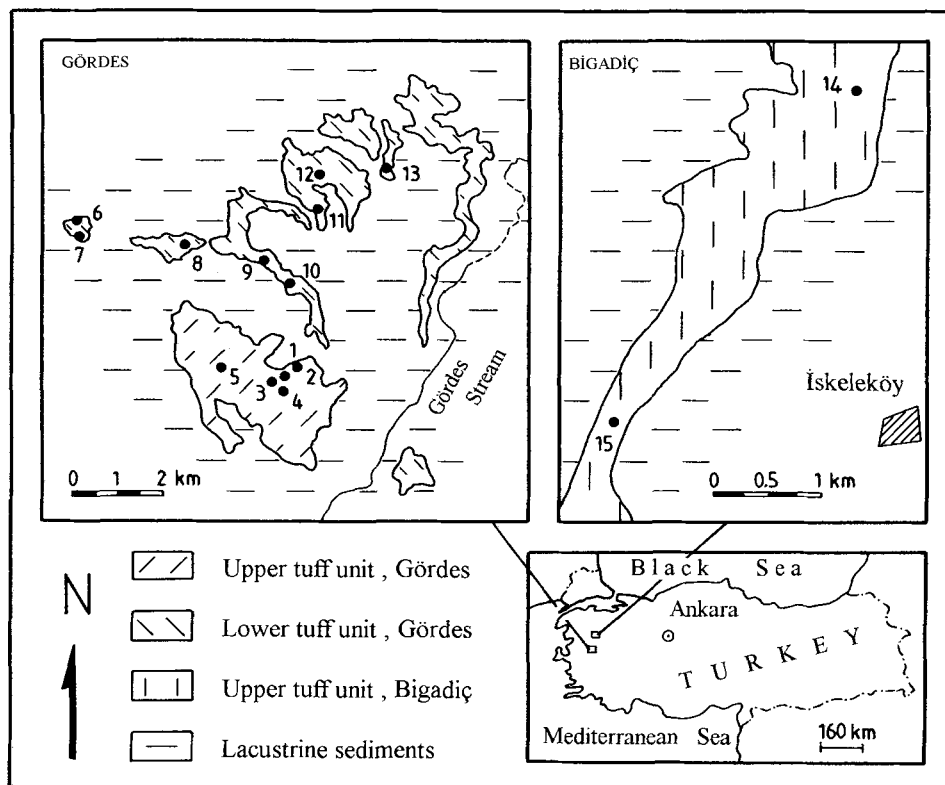 GÖRDES
12
13
11
6
7
8
9
10
1
2
5
3
4
Gördes
Stream
0 1 2 km
BİGADİÇ
14
İskeleköy
15
0 0.5 1 km
N
Upper tuff unit , Gördes
Lower tuff unit , Gördes
Upper tuff unit , Bigadiç
Lacustrine sediments
Black Sea
Ankara
TURKEY
Mediterranean Sea
160 km